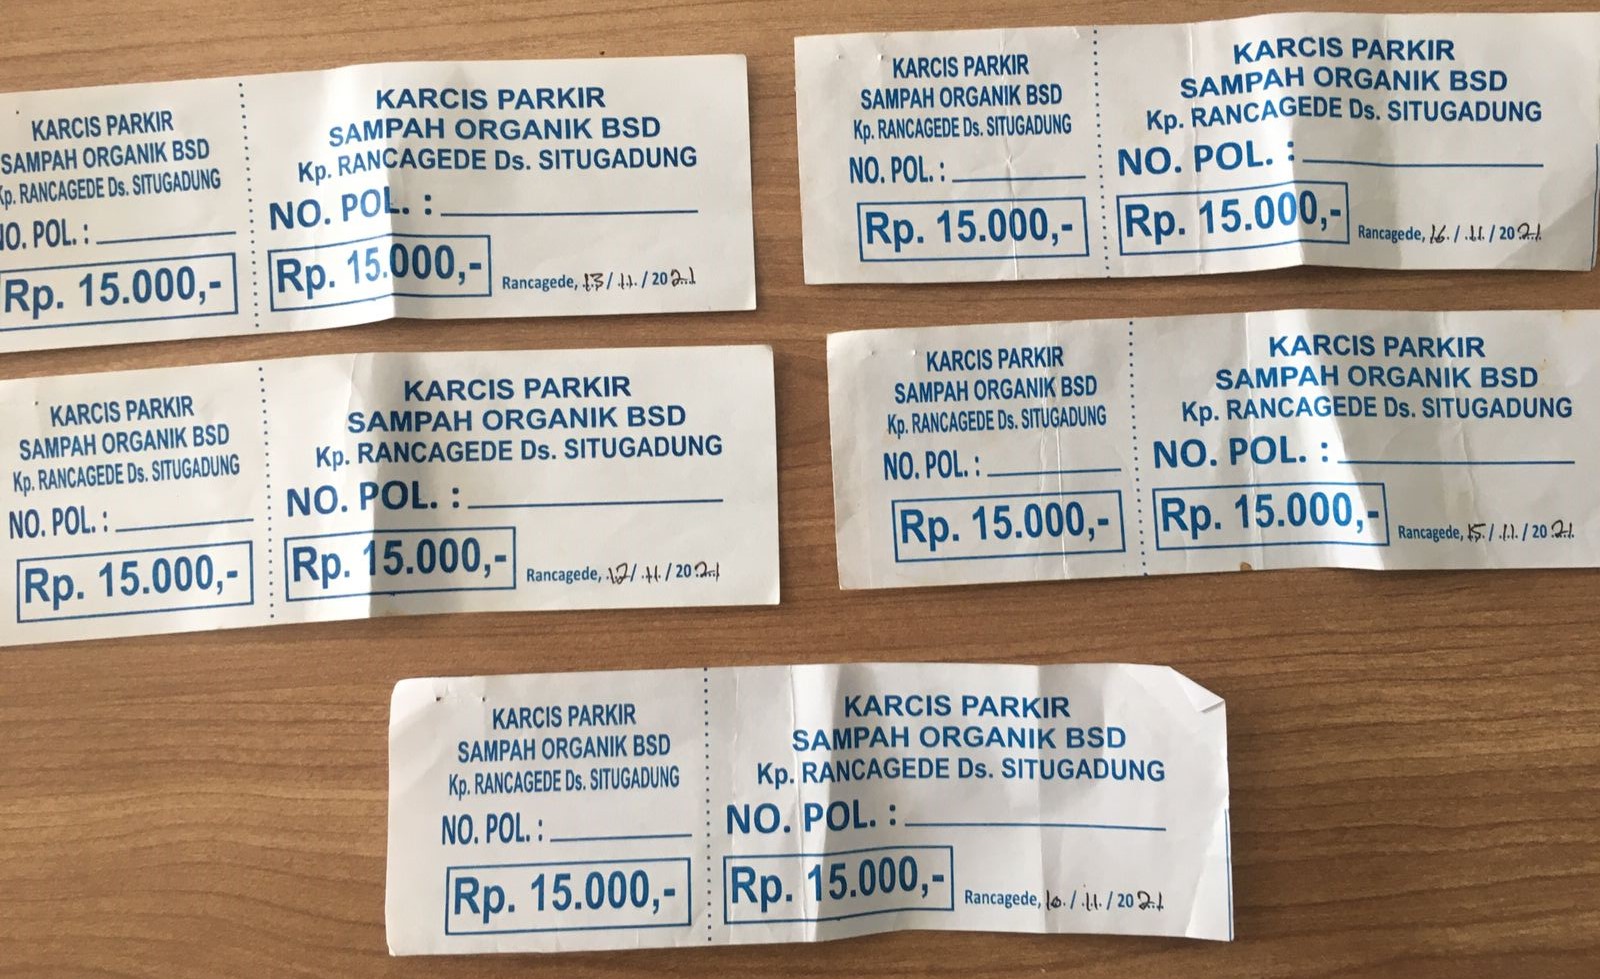 KARCIS PARKIR
SAMPAH ORGANIK BSD
Kp. RANCAGEDE Ds. SITUGADUNG
NO. POL. :
Rp. 15.000,-
KARCIS PARKIR
SAMPAH ORGANIK BSD
Kp. RANCAGEDE Ds. SITUGADUNG
NO. POL. :
Rp. 15.000,-
Rancagede, 13/11/2021
KARCIS PARKIR
SAMPAH ORGANIK BSD
Kp. RANCAGEDE Ds. SITUGADUNG
NO. POL. :
Rp. 15.000,-
KARCIS PARKIR
SAMPAH ORGANIK BSD
Kp. RANCAGEDE Ds. SITUGADUNG
NO. POL. :
Rp. 15.000,-
Rancagede, 16/11/2021
KARCIS PARKIR
SAMPAH ORGANIK BSD
Kp. RANCAGEDE Ds. SITUGADUNG
NO. POL. :
Rp. 15.000,-
KARCIS PARKIR
SAMPAH ORGANIK BSD
Kp. RANCAGEDE Ds. SITUGADUNG
NO. POL. :
Rp. 15.000,-
Rancagede, 12/11/2021
KARCIS PARKIR
SAMPAH ORGANIK BSD
Kp. RANCAGEDE Ds. SITUGADUNG
NO. POL. :
Rp. 15.000,-
KARCIS PARKIR
SAMPAH ORGANIK BSD
Kp. RANCAGEDE Ds. SITUGADUNG
NO. POL. :
Rp. 15.000,-
Rancagede, 15/11/2021
KARCIS PARKIR
SAMPAH ORGANIK BSD
Kp. RANCAGEDE Ds. SITUGADUNG
NO. POL. :
Rp. 15.000,-
KARCIS PARKIR
SAMPAH ORGANIK BSD
Kp. RANCAGEDE Ds. SITUGADUNG
NO. POL. :
Rp. 15.000,-
Rancagede, 10/11/2021